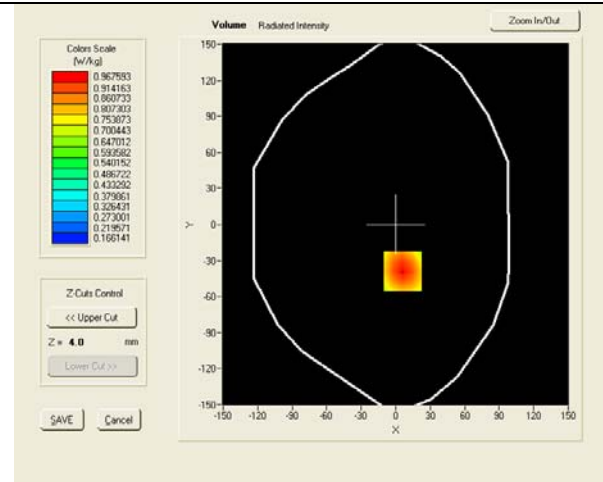 Volume Radiated Intensity
Zoom In/Out
Colors Scale
(W/kg)
0.967593
0.914163
0.860733
0.807303
0.753873
0.700443
0.647012
0.593582
0.540152
0.486722
0.433292
0.379861
0.326431
0.273001
0.219571
0.166141
Z-Cuts Control
<< Upper Cut
Z = 4.0 mm
Lower Cut >>
SAVE
Cancel
150-
120-
90-
60-
30-
Y 0-
-30-
-60-
-90-
-120-
-150-
-150 -120 -90 -60 -30 0 30 60 90 120 150
X